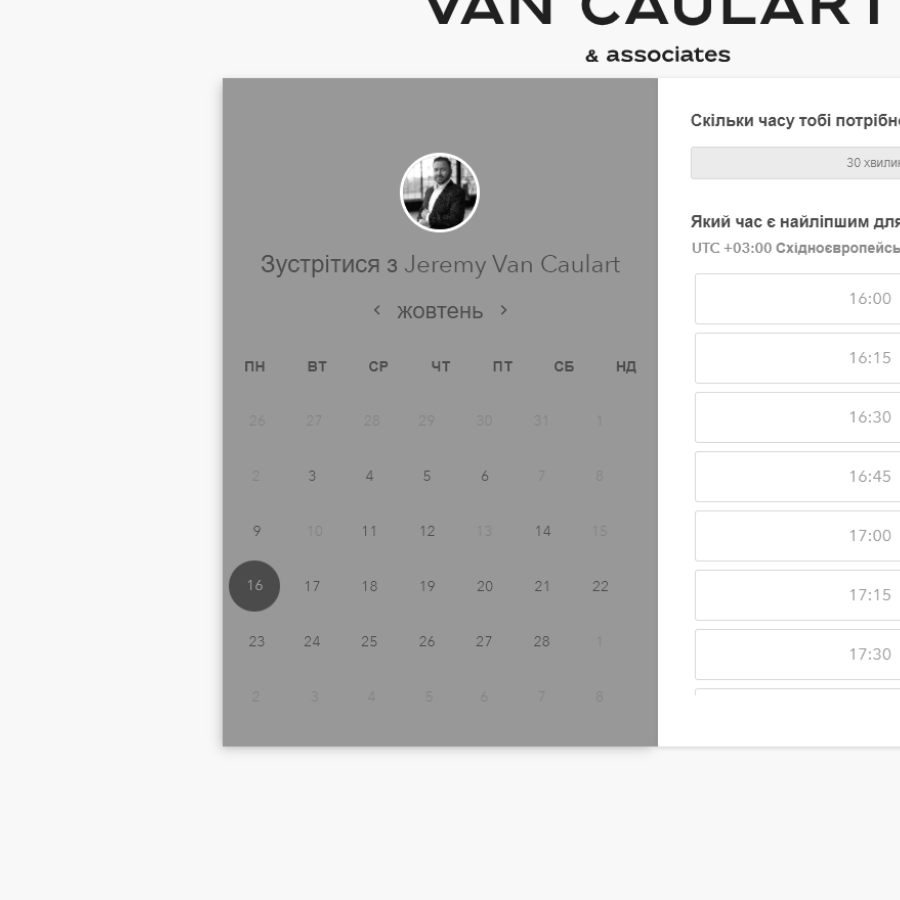 VAN CAULART
& associates
Зустрітися з Jeremy Van Caulart
жовтень
ПН ВТ СР ЧТ ПТ СБ НД
26 27 28 29 30 31 1
2 3 4 5 6 7 8
9 10 11 12 13 14 15
16 17 18 19 20 21 22
23 24 25 26 27 28 1
2 3 4 5 6 7 8
Скільки часу тобі потрібн
30 хвили
Який час є найліпшим для
UTC +03:00 Східноєвропейсь
16:00
16:15
16:30
16:45
17:00
17:15
17:30